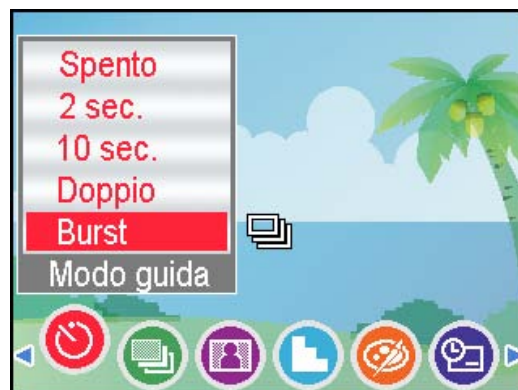 Spento
2 sec.
10 sec.
Doppio
Burst
Modo guida